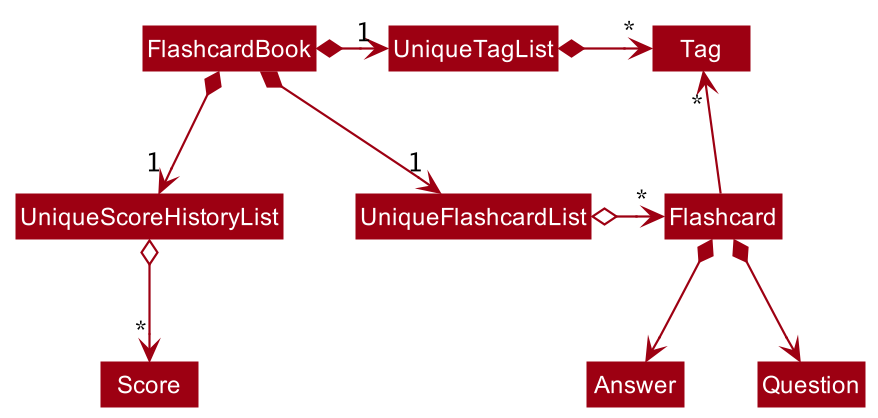 FlashcardBook
1
UniqueTagList
*
Tag
*
1
1
UniqueScoreHistoryList
UniqueFlashcardList
*
Flashcard
*
Score
Answer
Question